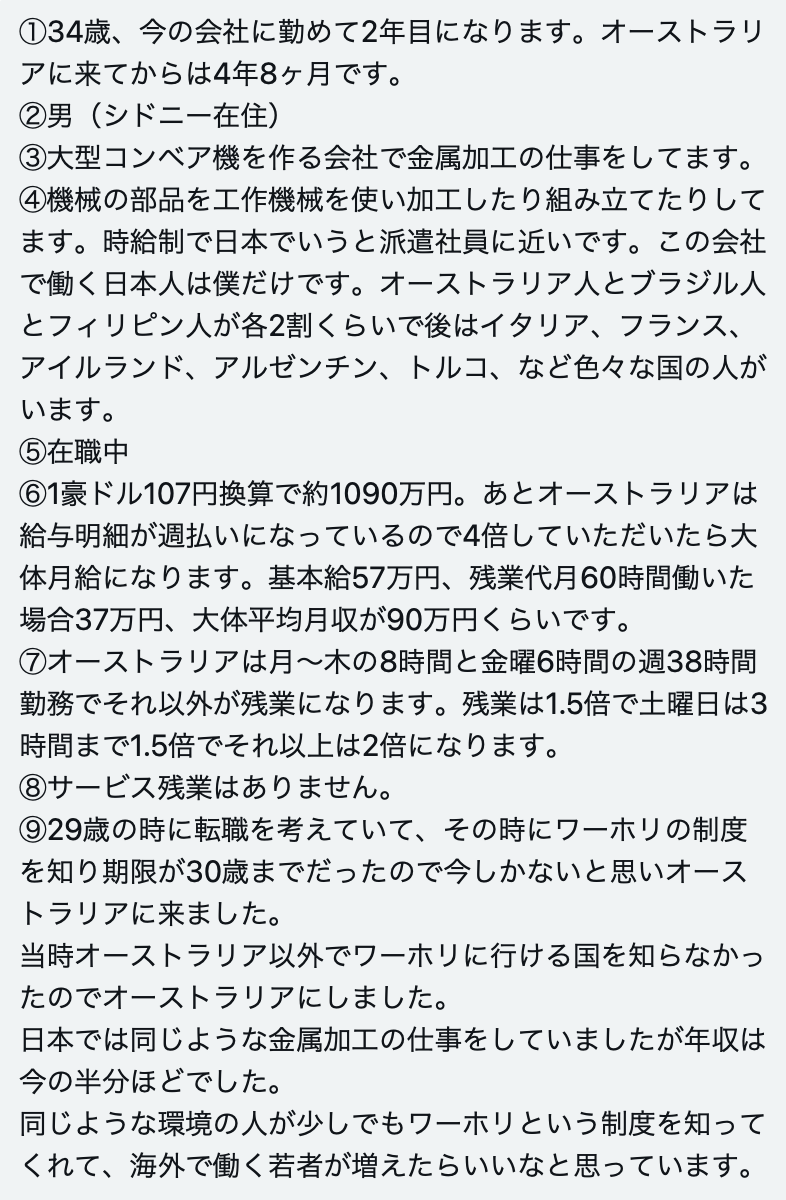 ①34歳、今の会社に勤めて2年目になります。オーストラリ
アに来てからは4年8ヶ月です。
②男（シドニー在住）
③大型コンベア機を作る会社で金属加工の仕事をしてます。
④機械の部品を工作機械を使い加工したり組み立てたりして
ます。時給制で日本でいうと派遣社員に近いです。この会社
で働く日本人は僕だけです。オーストラリア人とブラジル人
とフィリピン人が各2割くらいで後はイタリア、フランス、
アイルランド、アルゼンチン、トルコ、など色々な国の人が
います。
⑤在職中
⑥1豪ドル107円換算で約1090万円。あとオーストラリアは
給与明細が週払いになっているので4倍していただいたら大
体月給になります。基本給57万円、残業代月60時間働いた
場合37万円、大体平均月収が90万円くらいです。
⑦オーストラリアは月〜木の8時間と金曜6時間の週38時間
勤務でそれ以外が残業になります。残業は1.5倍で土曜日は3
時間まで1.5倍でそれ以上は2倍になります。
⑧サービス残業はありません。
⑨29歳の時に転職を考えていて、その時にワーホリの制度
を知り期限が30歳までだったので今しかないと思いオース
トラリアに来ました。
当時オーストラリア以外でワーホリに行ける国を知らなかっ
たのでオーストラリアにしました。
日本では同じような金属加工の仕事をしていましたが年収は
今の半分ほどでした。
同じような環境の人が少しでもワーホリという制度を知って
くれて、海外で働く若者が増えたらいいなと思っています。